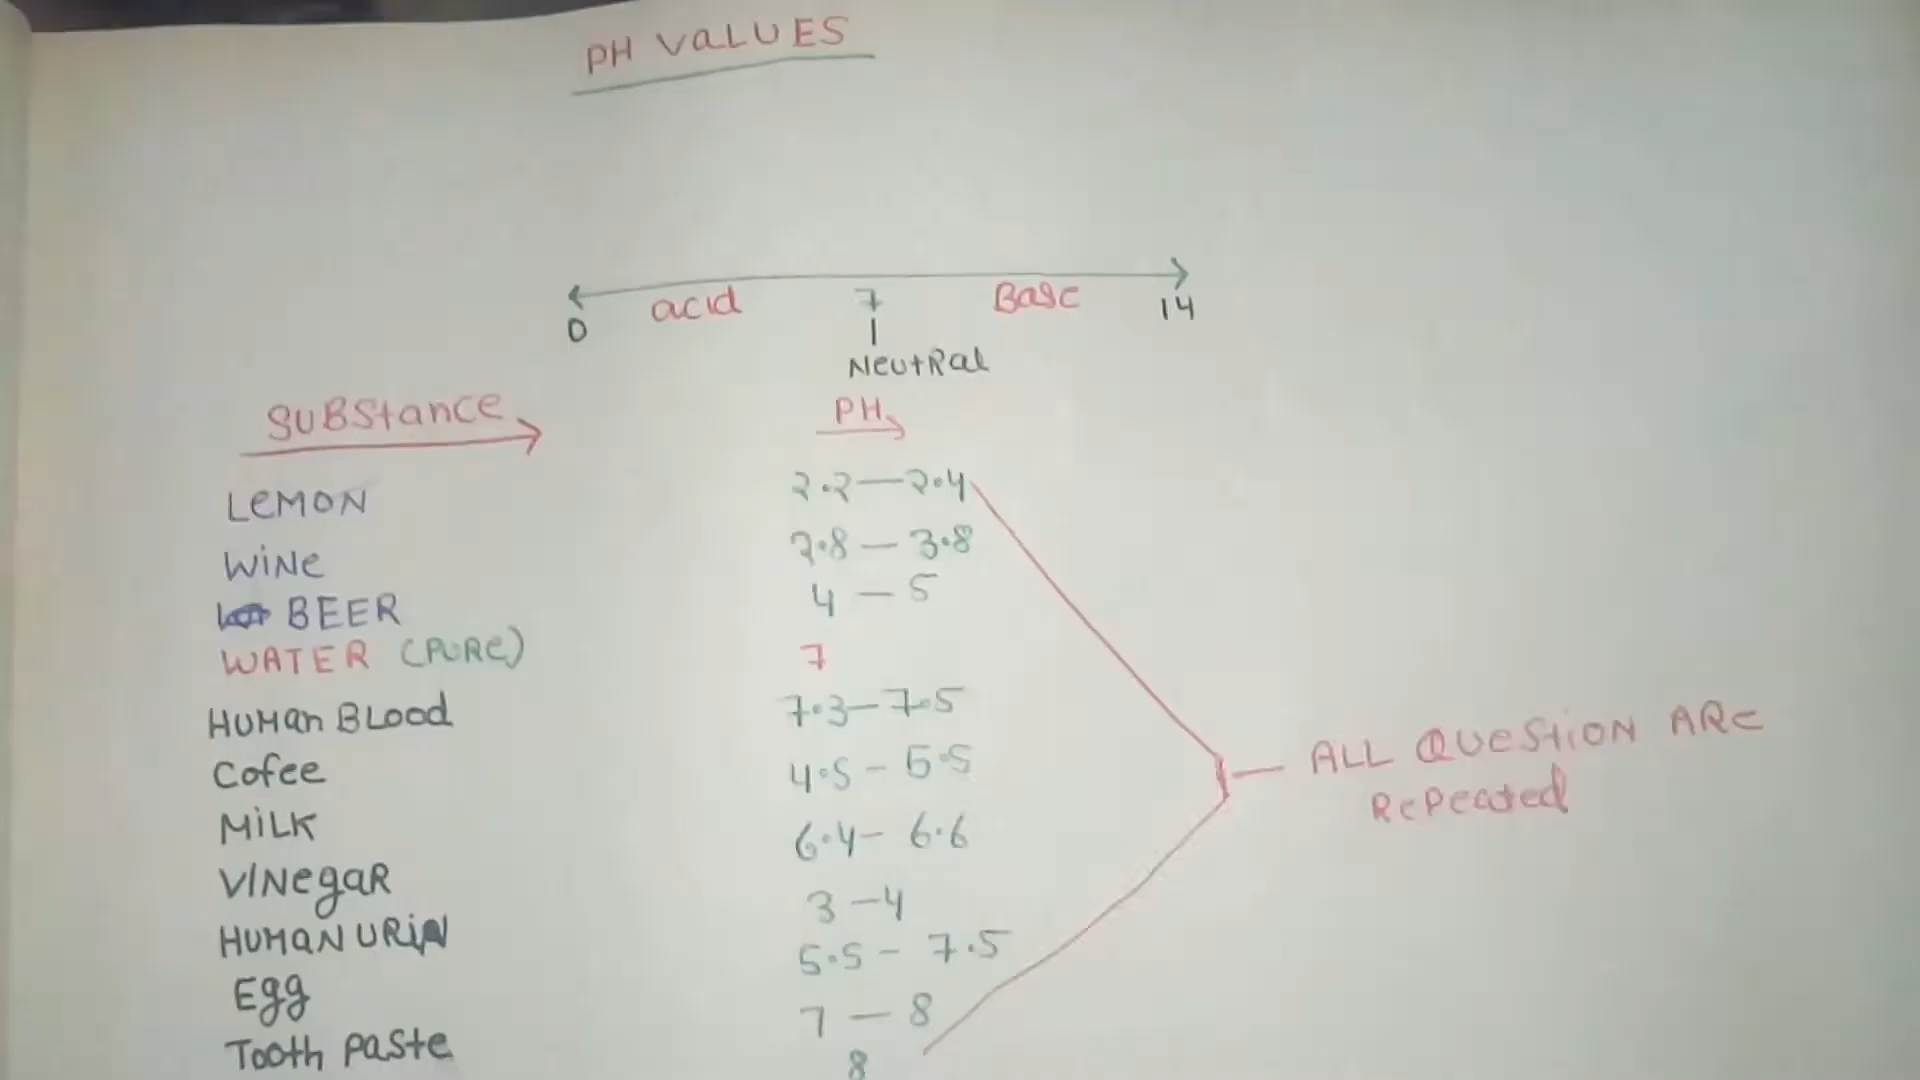 PH VALUES
0 acid 7 Base 14
Neutral
SUBStance PH
LEMON 2.2 — 2.4
WiNe 2.8 — 3.8
BEER 4 — 5
WATER (PURE) 7
HUMan BLood 7.3 — 7.5
Cofee 4.5 - 5.5
MiLK 6.4 - 6.6
VINegaR 3 - 4
HUMaN URiN 5.5 - 7.5
Egg 7 — 8
Tooth Paste 8
ALL QUEStiON ARE
RePeated